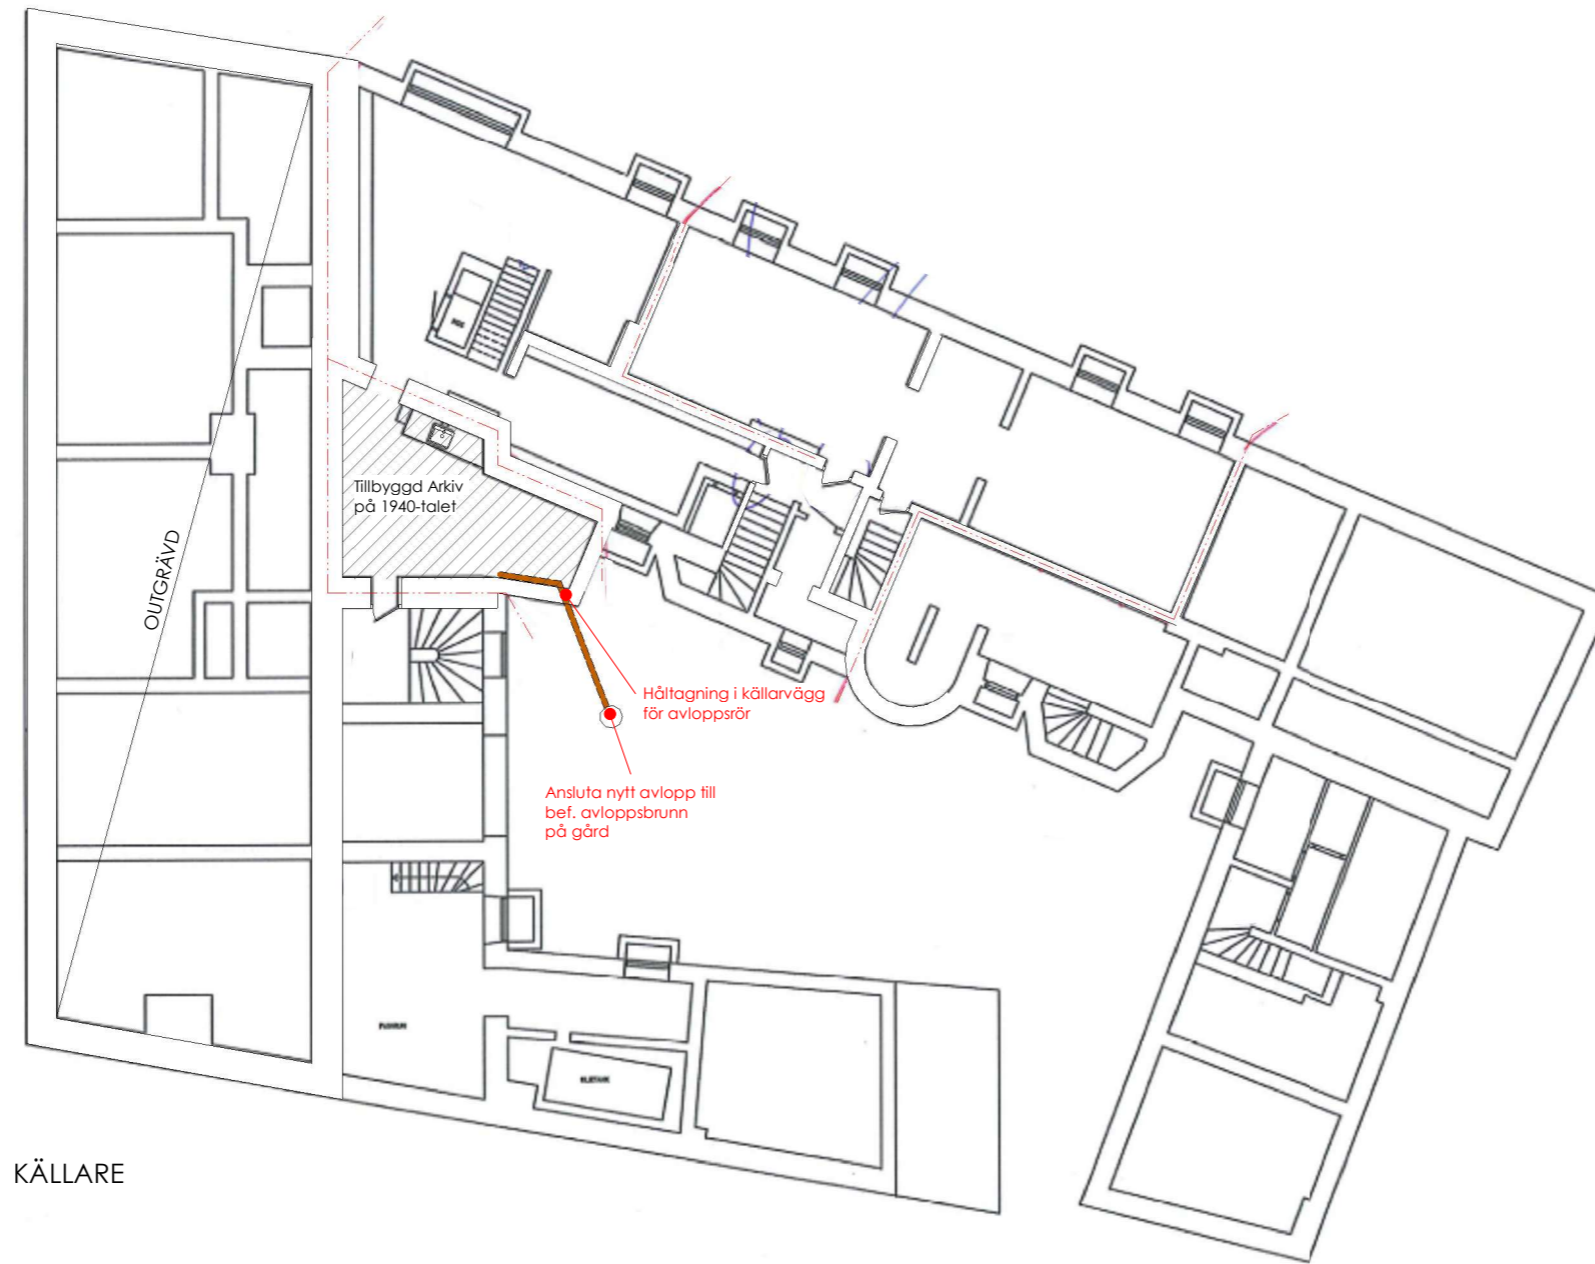 Tillbyggd Arkiv
på 1940-talet
OUTGRÄVD
Håltagning i källarvägg
för avloppsrör
Ansluta nytt avlopp till
bef. avloppsbrunn
på gård
KÄLLARE